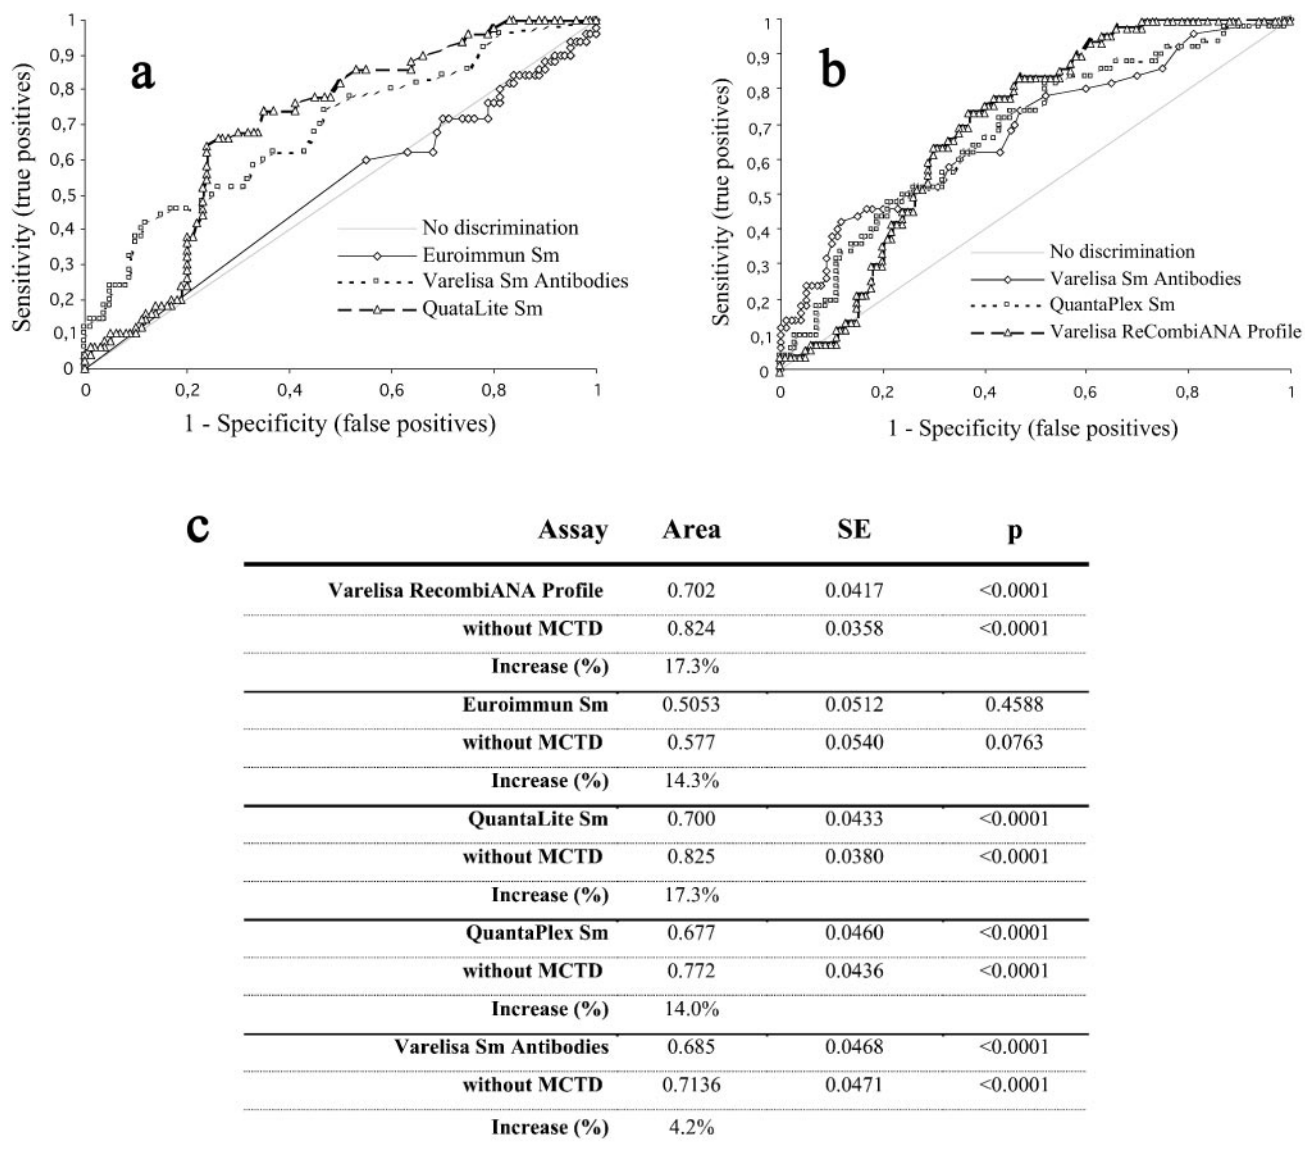 a
Sensitivity (true positives)
1
0,9
0,8
0,7
0,6
0,5
0,4
0,3
0,2
0,1
0
0 0,2 0,4 0,6 0,8 1
1 - Specificity (false positives)
No discrimination
Euroimmun Sm
Varelisa Sm Antibodies
QuataLite Sm
b
Sensitivity (true positives)
1
0,9
0,8
0,7
0,6
0,5
0,4
0,3
0,2
0,1
0
0 0,2 0,4 0,6 0,8 1
1 - Specificity (false positives)
No discrimination
Varelisa Sm Antibodies
QuantaPlex Sm
Varelisa ReCombiANA Profile
c
Assay Area SE p
Varelisa RecombiANA Profile 0.702 0.0417 <0.0001
without MCTD 0.824 0.0358 <0.0001
Increase (%) 17.3%
Euroimmun Sm 0.5053 0.0512 0.4588
without MCTD 0.577 0.0540 0.0763
Increase (%) 14.3%
QuantaLite Sm 0.700 0.0433 <0.0001
without MCTD 0.825 0.0380 <0.0001
Increase (%) 17.3%
QuantaPlex Sm 0.677 0.0460 <0.0001
without MCTD 0.772 0.0436 <0.0001
Increase (%) 14.0%
Varelisa Sm Antibodies 0.685 0.0468 <0.0001
without MCTD 0.7136 0.0471 <0.0001
Increase (%) 4.2%